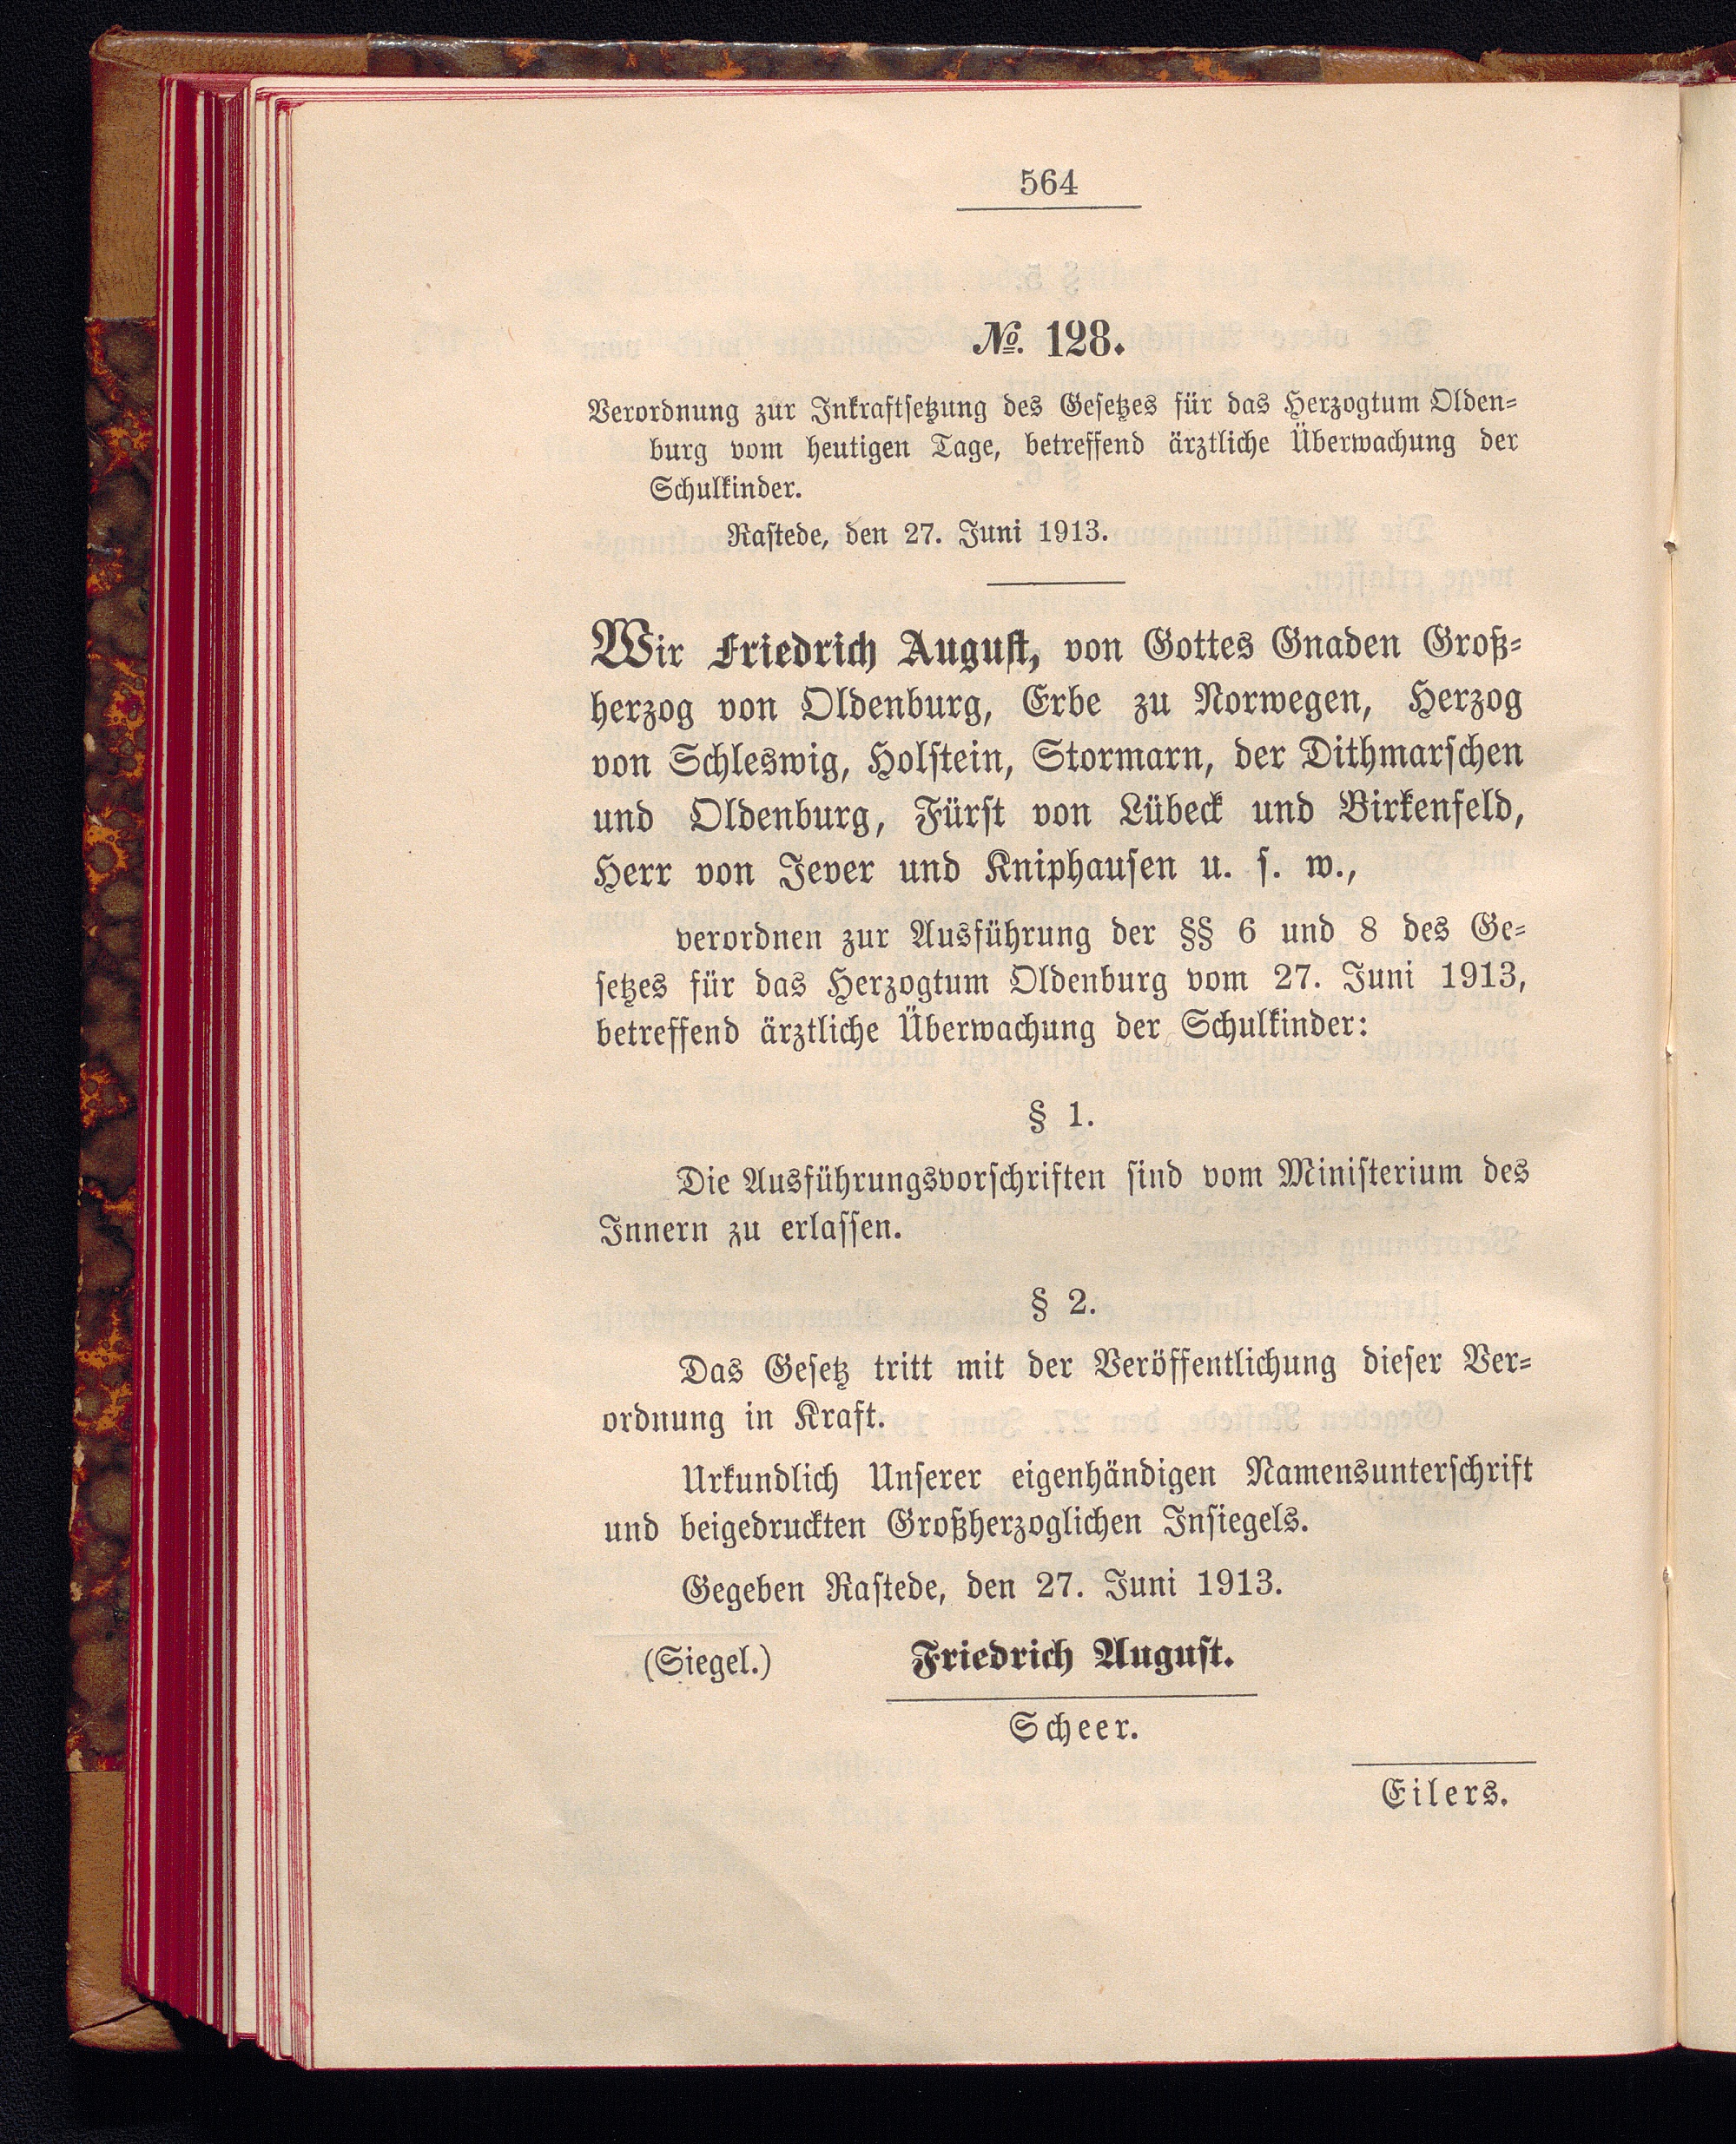 564
No. 128.
Verordnung zur Inkraftsetzung des Gesetzes für das Herzogtum Olden-
burg vom heutigen Tage, betreffend ärztliche Überwachung der
Schulkinder.
Rastede, den 27. Juni 1913.
Wir Friedrich August, von Gottes Gnaden Groß-
herzog von Oldenburg, Erbe zu Norwegen, Herzog
von Schleswig, Holstein, Stormarn, der Dithmarschen
und Oldenburg, Fürst von Lübeck und Birkenfeld,
Herr von Jever und Kniphausen u. s. w.,
verordnen zur Ausführung der §§ 6 und 8 des Ge-
setzes für das Herzogtum Oldenburg vom 27. Juni 1913,
betreffend ärztliche Überwachung der Schulkinder:
§ 1.
Die Ausführungsvorschriften sind vom Ministerium des
Innern zu erlassen.
§ 2.
Das Gesetz tritt mit der Veröffentlichung dieser Ver-
ordnung in Kraft.
Urkundlich Unserer eigenhändigen Namensunterschrift
und beigedruckten Großherzoglichen Insiegels.
Gegeben Rastede, den 27. Juni 1913.
(Siegel.) Friedrich August.
Scheer.
Eilers.